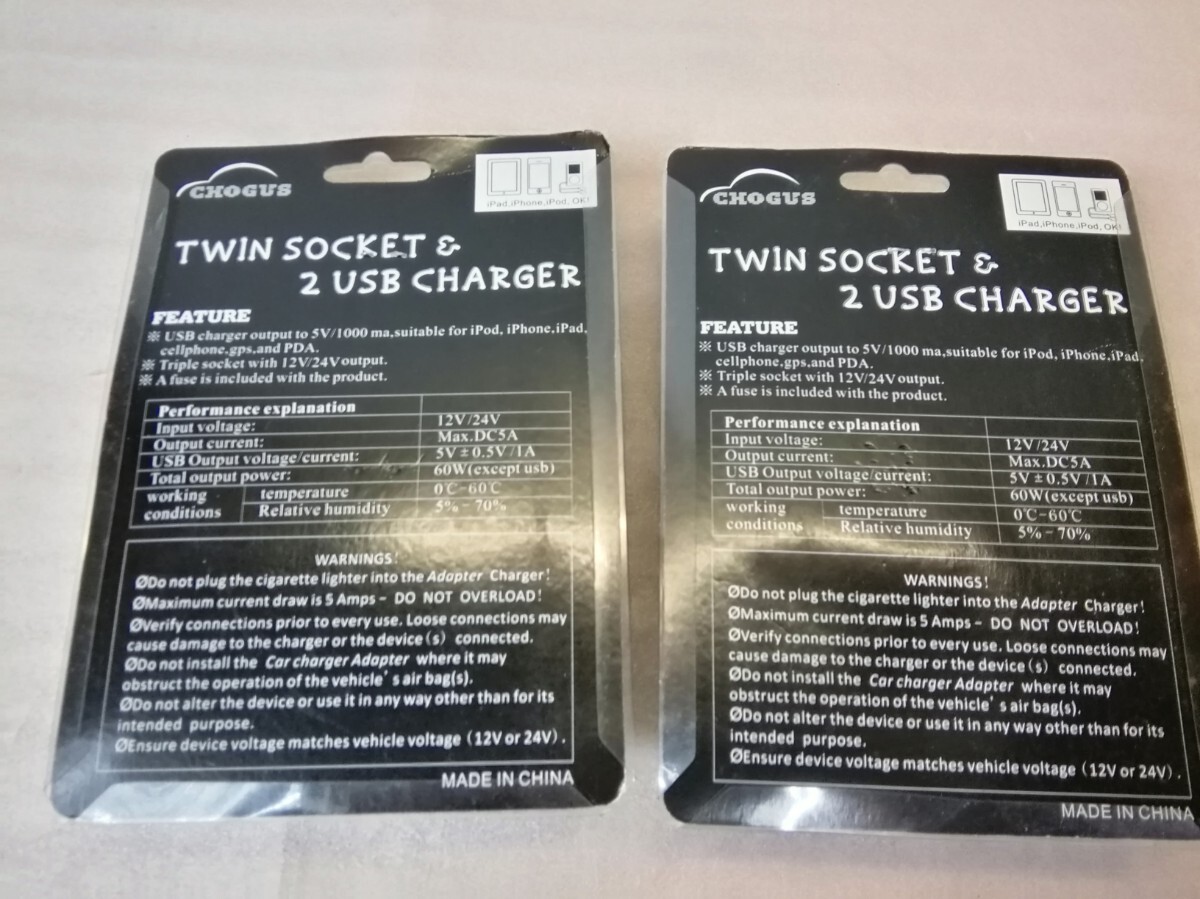 CHOGUS
iPad,iPhone,iPod, OK!
TWIN SOCKET &
2 USB CHARGER
FEATURE
※ USB charger output to 5V/1000 ma,suitable for iPod, iPhone,iPad,
cellphone,gps,and PDA.
※ Triple socket with 12V/24V output.
※ A fuse is included with the product.
Performance explanation
Input voltage: 12V/24V
Output current: Max.DC5A
USB Output voltage/current: 5V±0.5V/1A
Total output power: 60W(except usb)
working conditions temperature 0℃-60℃
Relative humidity 5%-70%
WARNINGS!
ØDo not plug the cigarette lighter into the Adapter Charger!
ØMaximum current draw is 5 Amps- DO NOT OVERLOAD!
ØVerify connections prior to every use. Loose connections may
cause damage to the charger or the device(s) connected.
ØDo not install the Car charger Adapter where it may
obstruct the operation of the vehicle's air bag(s).
ØDo not alter the device or use it in any way other than for its
intended purpose.
ØEnsure device voltage matches vehicle voltage (12V or 24V).
MADE IN CHINA
CHOGUS
iPad,iPhone,iPod, OK!
TWIN SOCKET &
2 USB CHARGER
FEATURE
※ USB charger output to 5V/1000 ma,suitable for iPod, iPhone,iPad,
cellphone,gps,and PDA.
※ Triple socket with 12V/24V output.
※ A fuse is included with the product.
Performance explanation
Input voltage: 12V/24V
Output current: Max.DC5A
USB Output voltage/current: 5V±0.5V/1A
Total output power: 60W(except usb)
working conditions temperature 0℃-60℃
Relative humidity 5%-70%
WARNINGS!
ØDo not plug the cigarette lighter into the Adapter Charger!
ØMaximum current draw is 5 Amps- DO NOT OVERLOAD!
ØVerify connections prior to every use. Loose connections may
cause damage to the charger or the device(s) connected.
ØDo not install the Car charger Adapter where it may
obstruct the operation of the vehicle's air bag(s).
ØDo not alter the device or use it in any way other than for its
intended purpose.
ØEnsure device voltage matches vehicle voltage (12V or 24V).
MADE IN CHINA